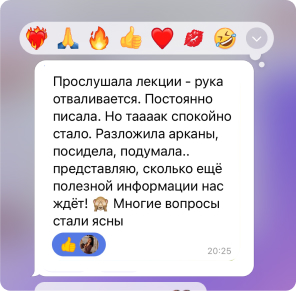 Прослушала лекции - рука
отваливается. Постоянно
писала. Но таааак спокойно
стало. Разложила арканы,
посидела, подумала..
представляю, сколько ещё
полезной информации нас
ждёт! 🙈 Многие вопросы
стали ясны
20:25